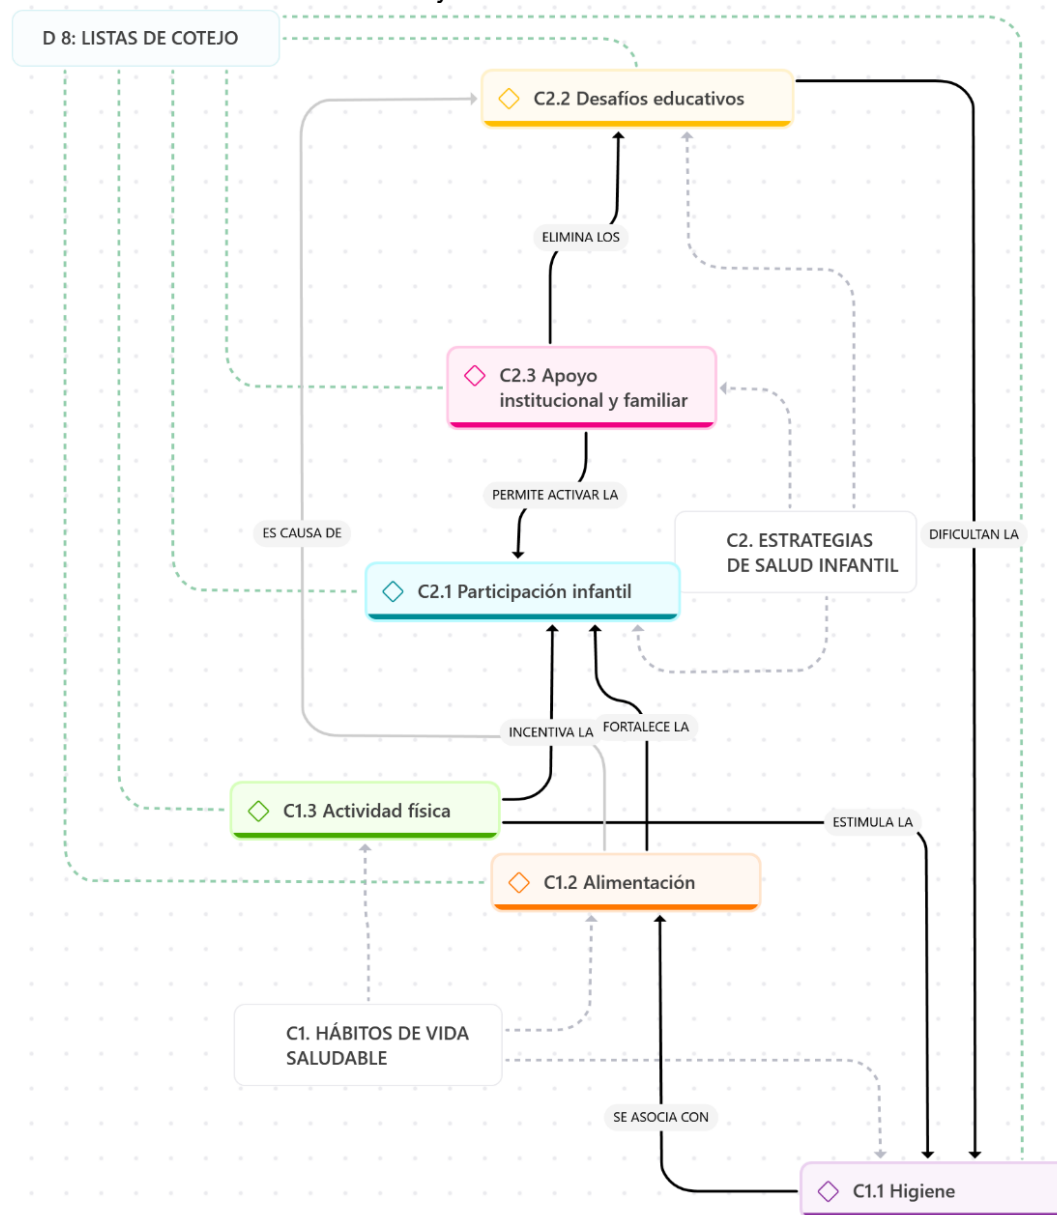 D 8: LISTAS DE COTEJO
C2.2 Desafíos educativos
ELIMINA LOS
C2.3 Apoyo
institucional y familiar
PERMITE ACTIVAR LA
ES CAUSA DE
C2. ESTRATEGIAS
DE SALUD INFANTIL
DIFICULTAN LA
C2.1 Participación infantil
INCENTIVA LA
FORTALECE LA
C1.3 Actividad física
ESTIMULA LA
C1.2 Alimentación
C1. HÁBITOS DE VIDA
SALUDABLE
SE ASOCIA CON
C1.1 Higiene